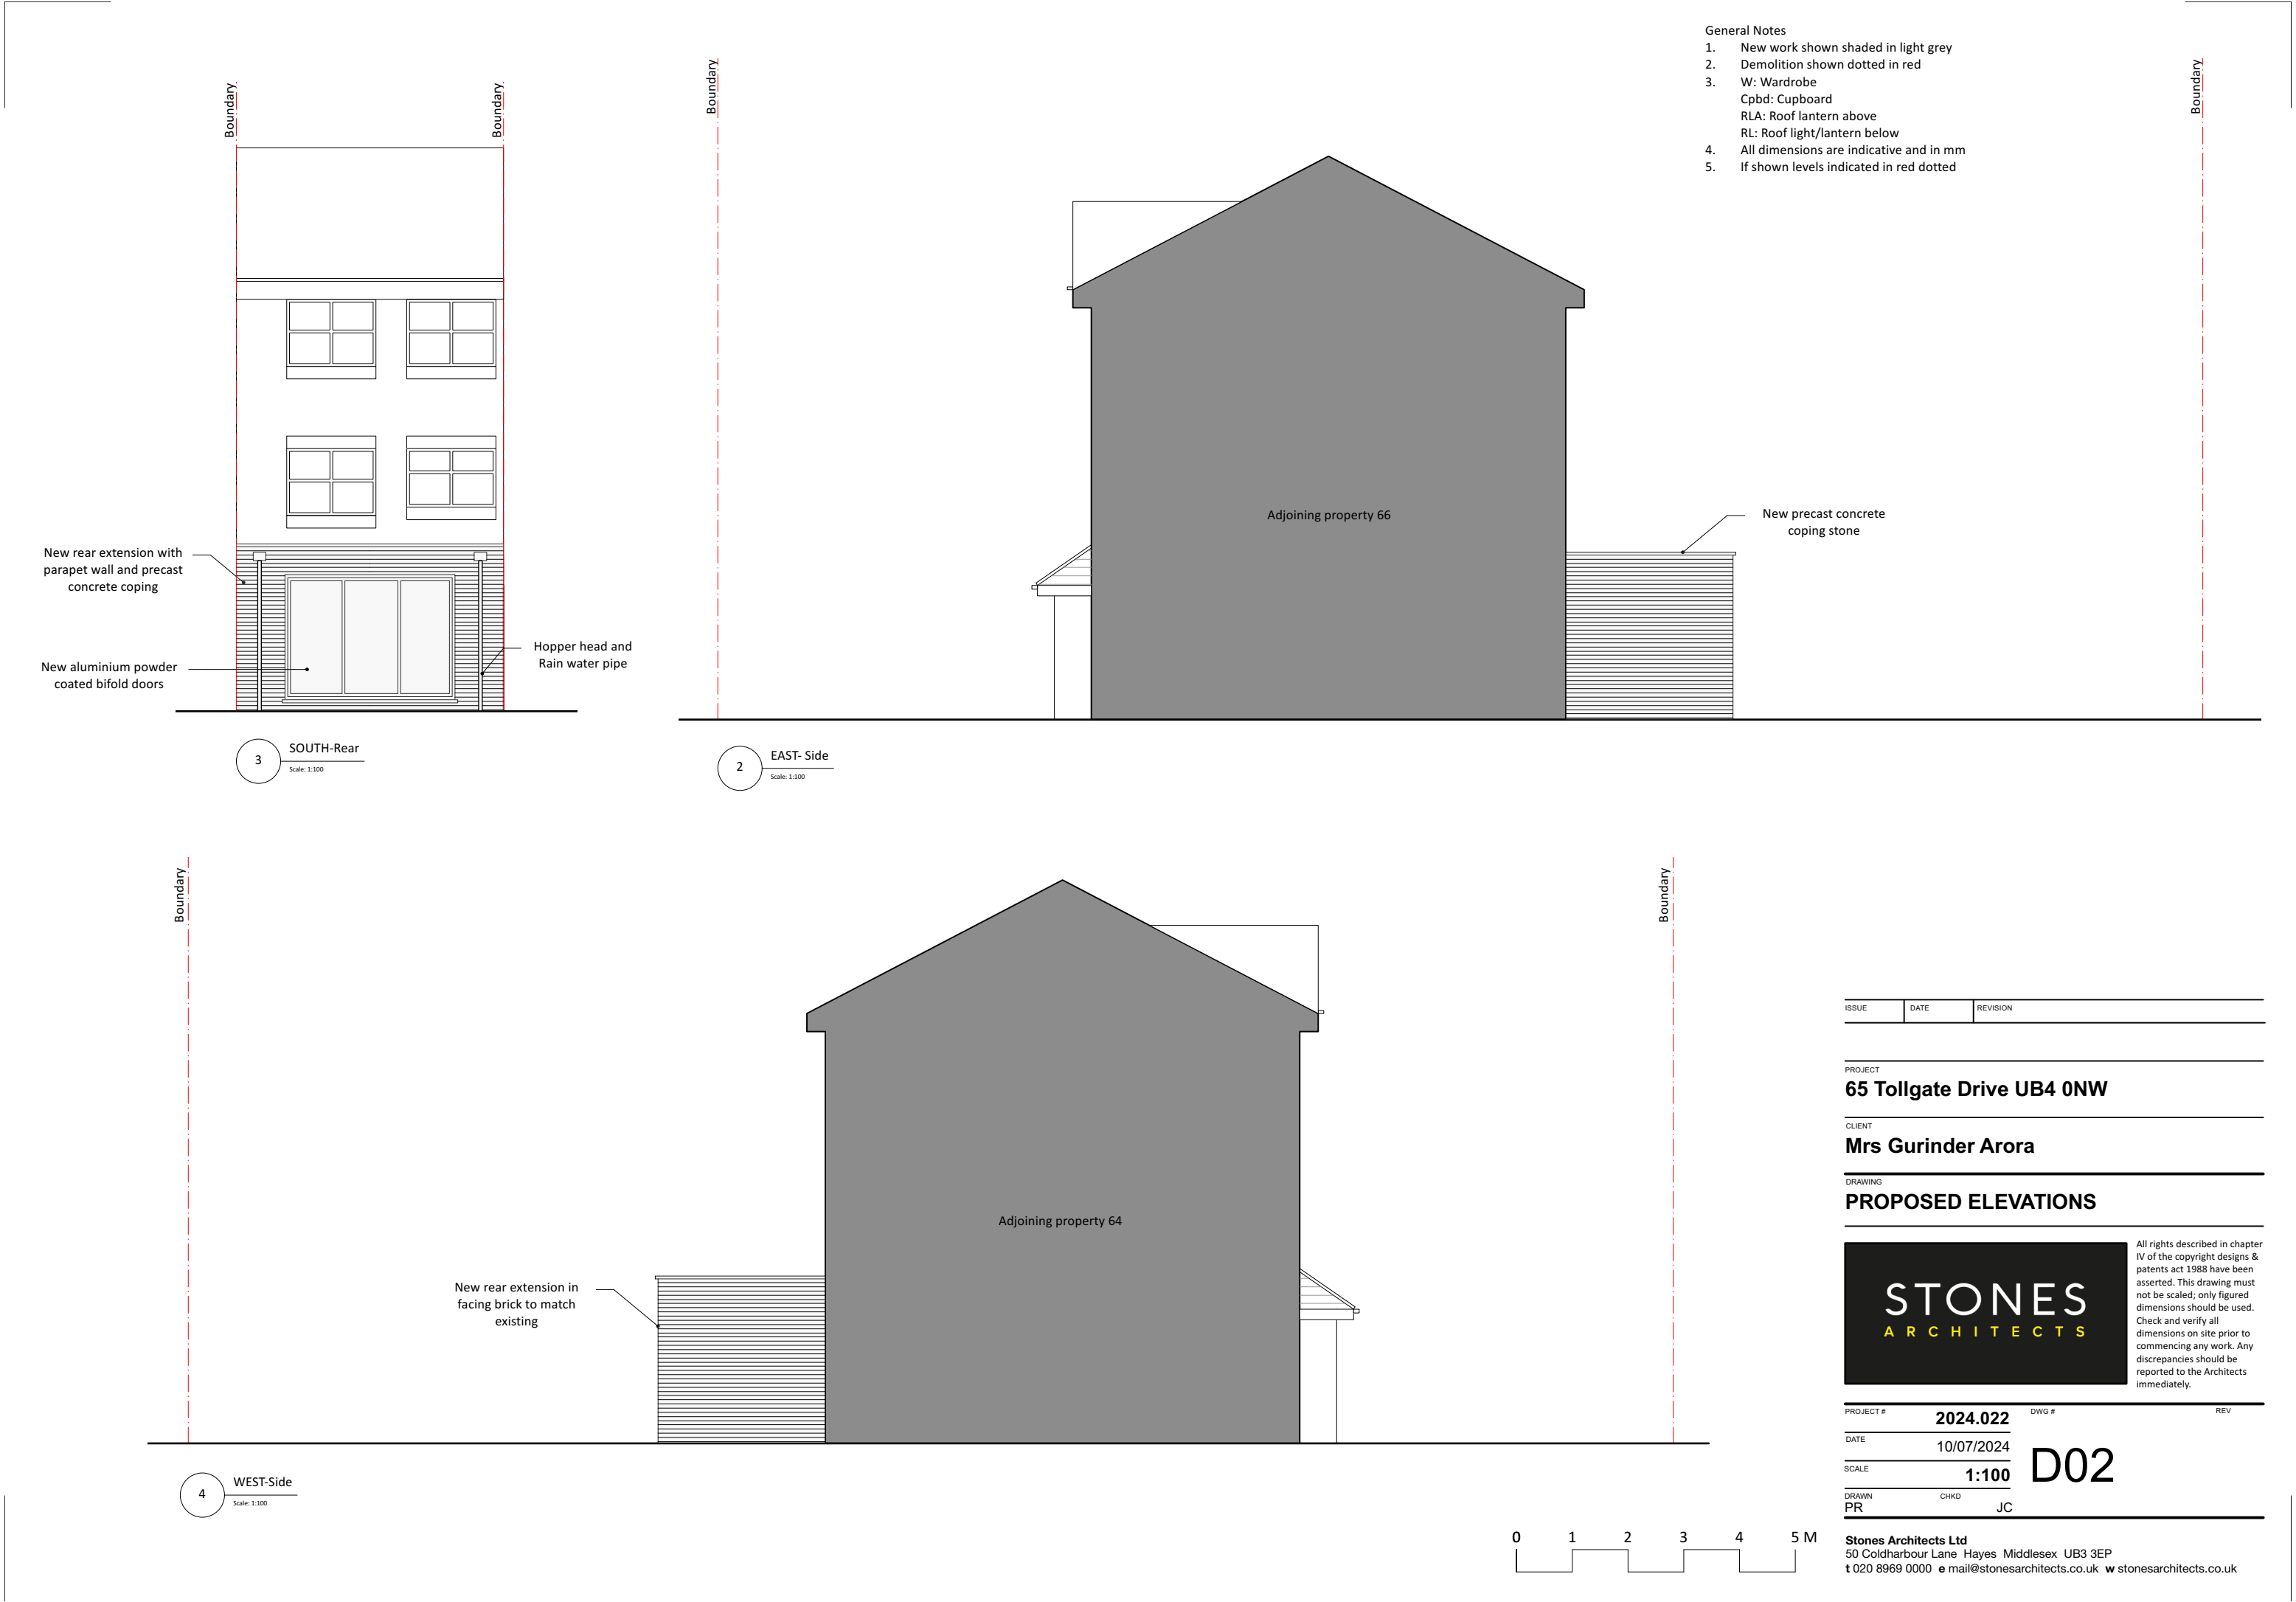 General Notes
1. New work shown shaded in light grey
2. Demolition shown dotted in red
3. W: Wardrobe
Cpbd: Cupboard
RLA: Roof lantern above
RL: Roof light/lantern below
4. All dimensions are indicative and in mm
5. If shown levels indicated in red dotted
Boundary
Boundary
New rear extension with
parapet wall and precast
concrete coping
New aluminium powder
coated bifold doors
Hopper head and
Rain water pipe
3
SOUTH-Rear
Scale: 1:100
Boundary
Boundary
Adjoining property 66
New precast concrete
coping stone
2
EAST- Side
Scale: 1:100
Boundary
Boundary
Adjoining property 64
New rear extension in
facing brick to match
existing
4
WEST-Side
Scale: 1:100
0 1 2 3 4 5 M
ISSUE DATE REVISION
PROJECT
65 Tollgate Drive UB4 0NW
CLIENT
Mrs Gurinder Arora
DRAWING
PROPOSED ELEVATIONS
STONES
ARCHITECTS
All rights described in chapter
IV of the copyright designs &
patents act 1988 have been
asserted. This drawing must
not be scaled; only figured
dimensions should be used.
Check and verify all
dimensions on site prior to
commencing any work. Any
discrepancies should be
reported to the Architects
immediately.
PROJECT # 2024.022
DWG #
REV
DATE 10/07/2024
D02
SCALE 1:100
DRAWN CHKD
PR JC
Stones Architects Ltd
50 Coldharbour Lane Hayes Middlesex UB3 3EP
t 020 8969 0000 e mail@stonesarchitects.co.uk w stonesarchitects.co.uk